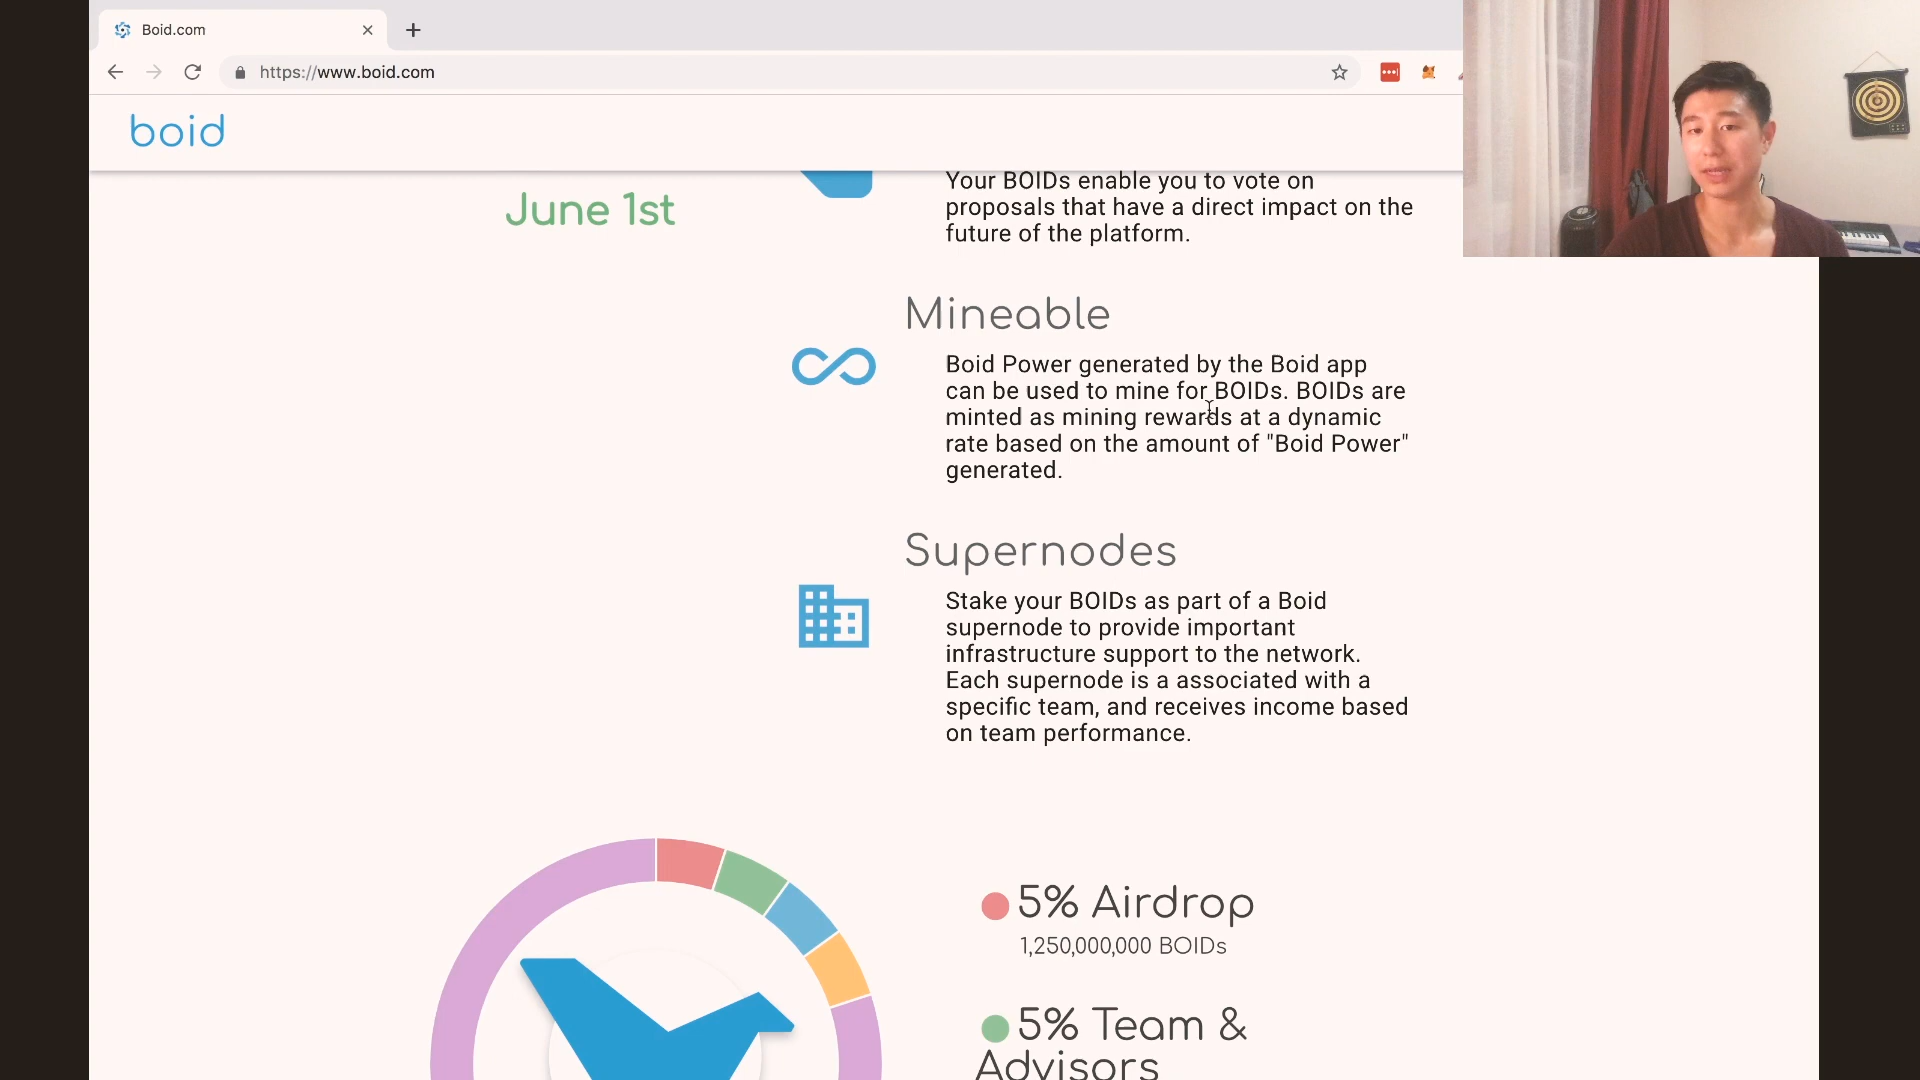 Boid.com
https://www.boid.com
boid
June 1st
Your BOIDs enable you to vote on
proposals that have a direct impact on the
future of the platform.
Mineable
Boid Power generated by the Boid app
can be used to mine for BOIDs. BOIDs are
minted as mining rewards at a dynamic
rate based on the amount of "Boid Power"
generated.
Supernodes
Stake your BOIDs as part of a Boid
supernode to provide important
infrastructure support to the network.
Each supernode is a associated with a
specific team, and receives income based
on team performance.
5% Airdrop
1,250,000,000 BOIDs
5% Team &
Advisors